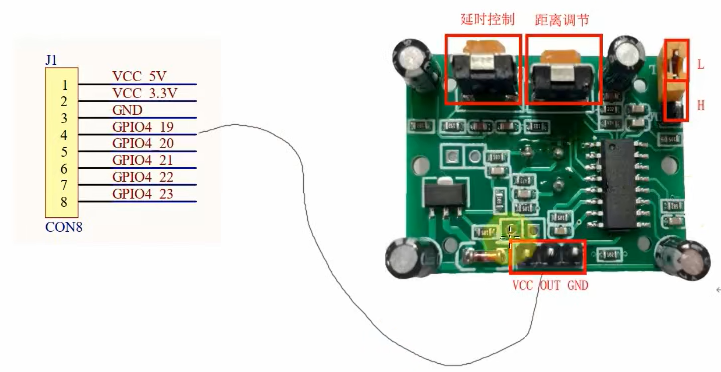 延时控制 距离调节
J1
1 VCC 5V
2 VCC 3.3V
3 GND
4 GPIO4 19
5 GPIO4 20
6 GPIO4 21
7 GPIO4 22
8 GPIO4 23
CON8
L
H
VCC OUT GND